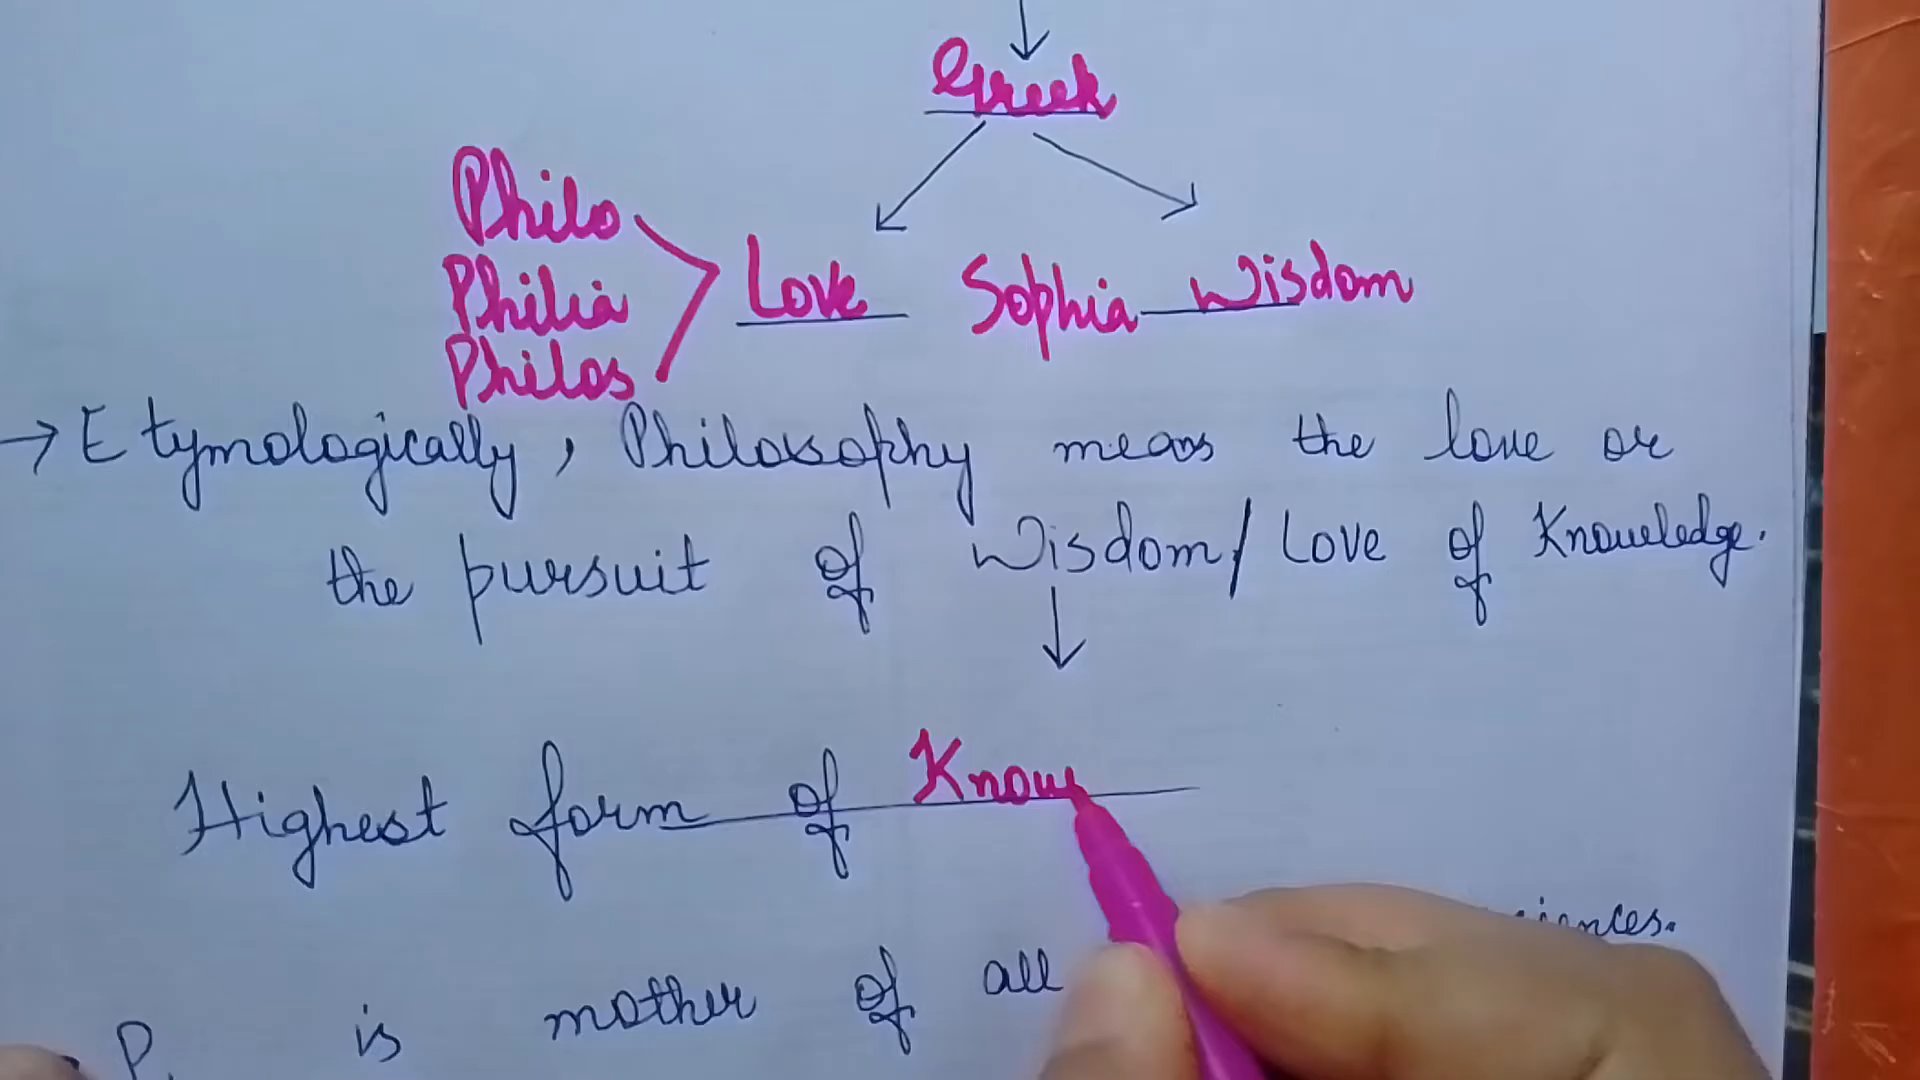 Greek
Philo
Philia
Philos
Love Sophia Wisdom
→ Etymologically, Philosophy means the love or
the pursuit of Wisdom/Love of Knowledge.
Highest form of Know
is mother of all